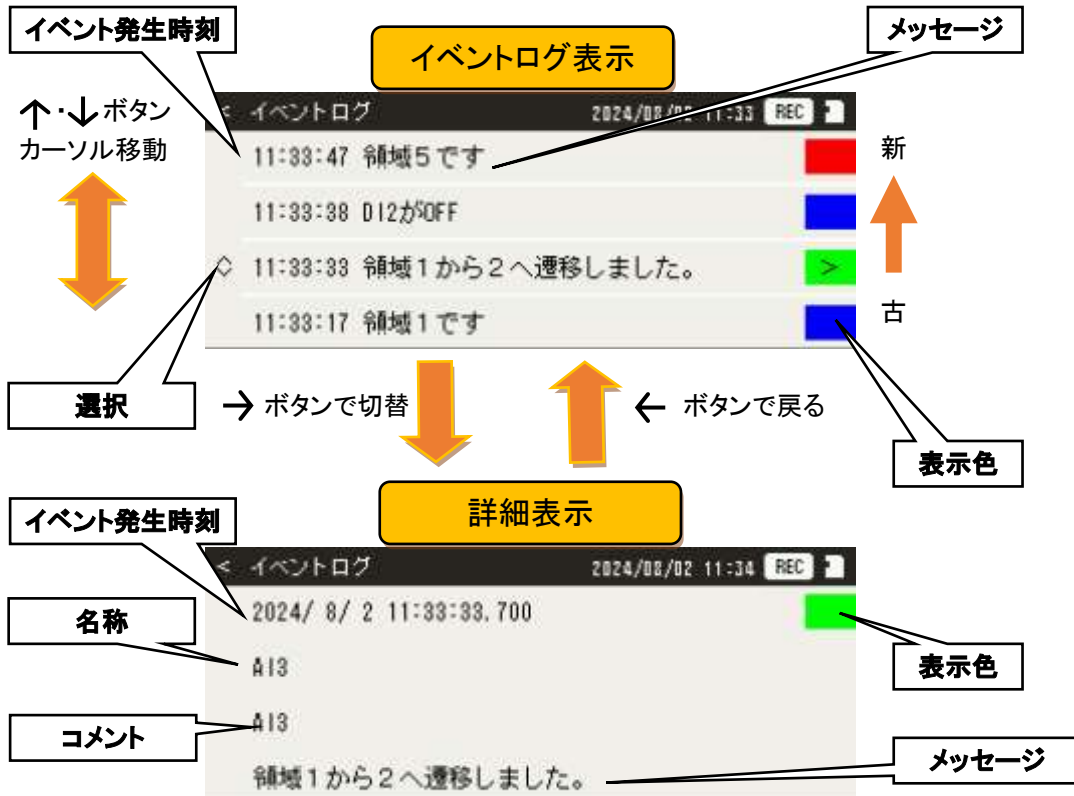 イベント発生時刻
イベントログ表示
メッセージ
↑・↓ボタン
カーソル移動
< イベントログ 2024/08/02 11:33 REC
11:33:47 領域5です
11:33:38 DI2がOFF
◇ 11:33:33 領域1から2へ遷移しました。 >
11:33:17 領域1です
新
古
選択
→ ボタンで切替
← ボタンで戻る
表示色
詳細表示
イベント発生時刻
< イベントログ 2024/08/02 11:34 REC
2024/ 8/ 2 11:33:33.700
名称
AI3
表示色
コメント
AI3
領域1から2へ遷移しました。
メッセージ